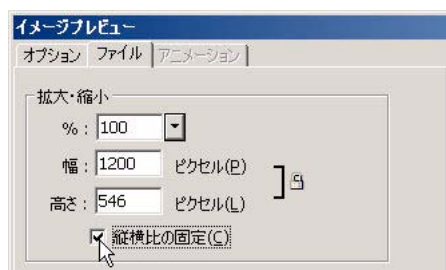 イメージプレビュー
オプション ファイル アニメーション
拡大・縮小
%: 100
幅: 1200 ピクセル(P)
高さ: 546 ピクセル(L)
縦横比の固定(C)